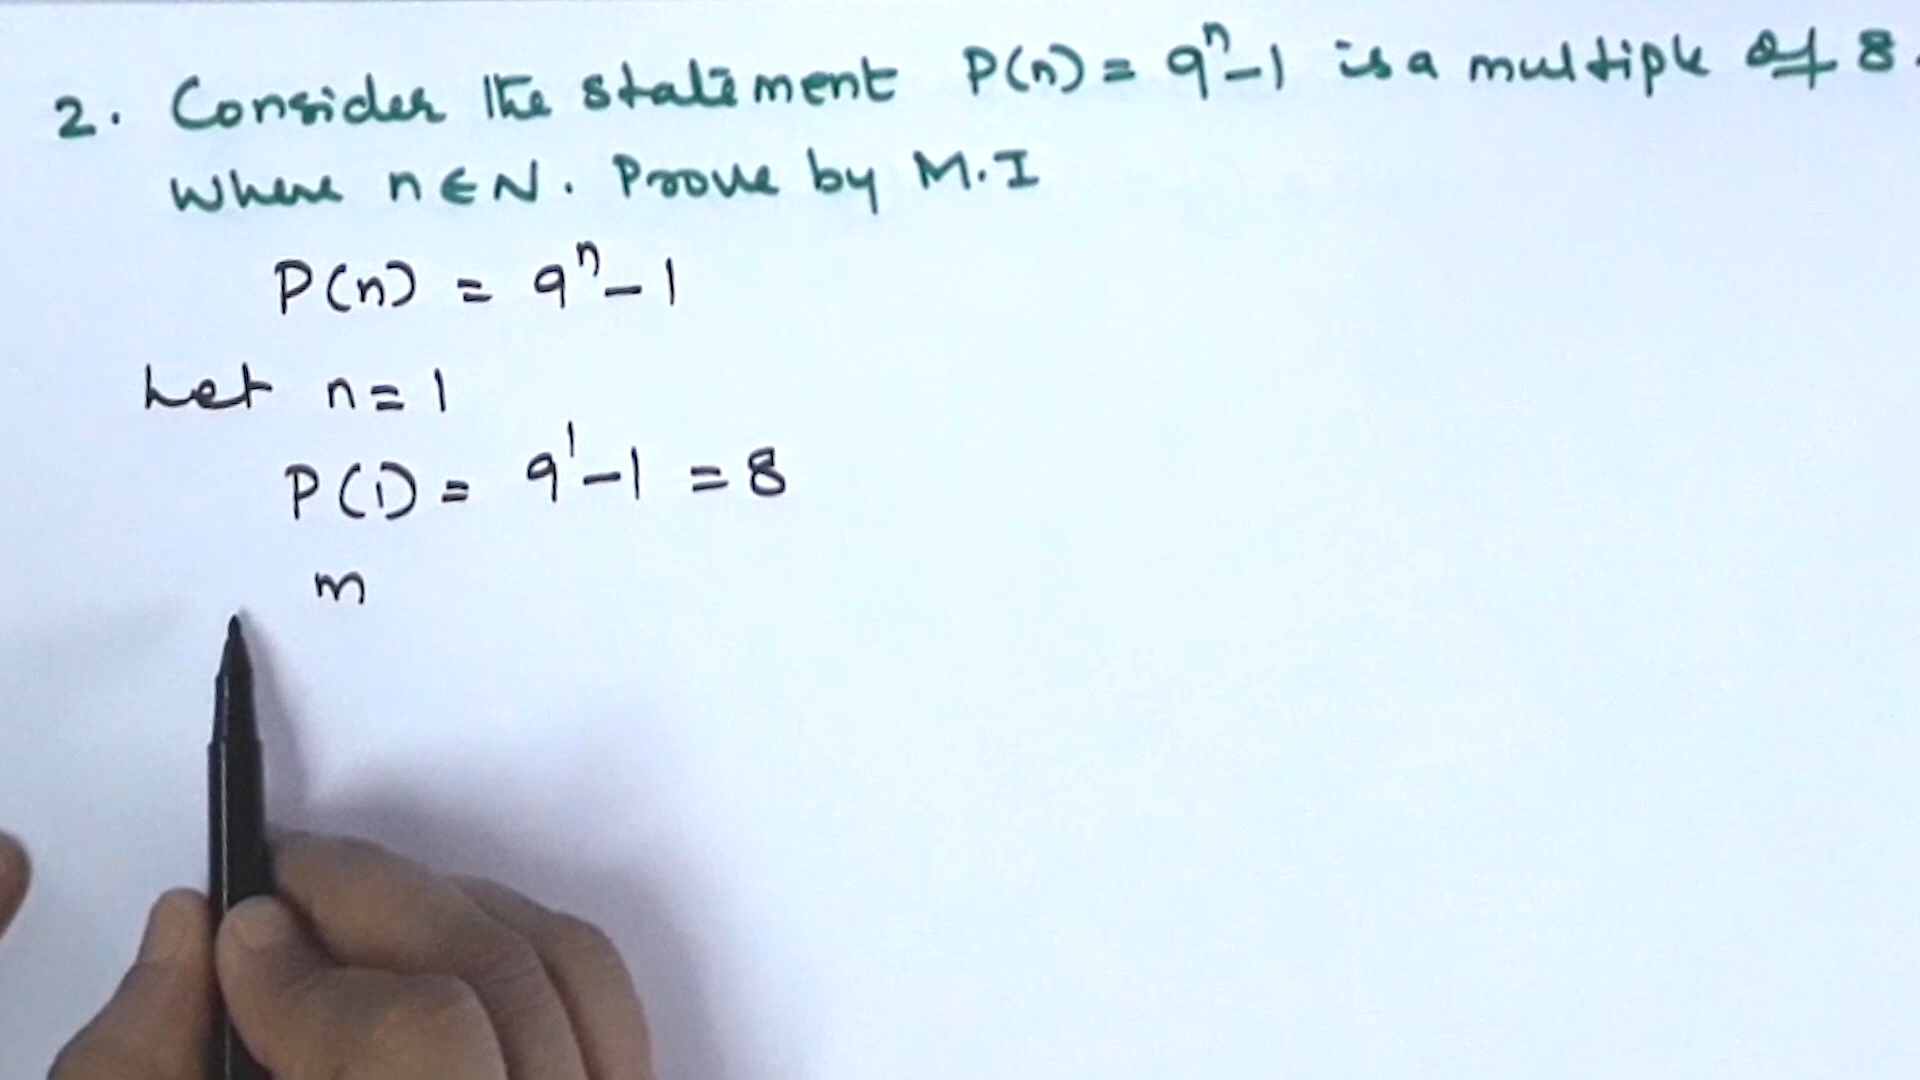 2. Consider the statement P(n) = 9ⁿ-1 is a multiple of 8.
Where n∈N. Prove by M.I
P(n) = 9ⁿ-1
Let n=1
P(1) = 9¹-1 = 8
m